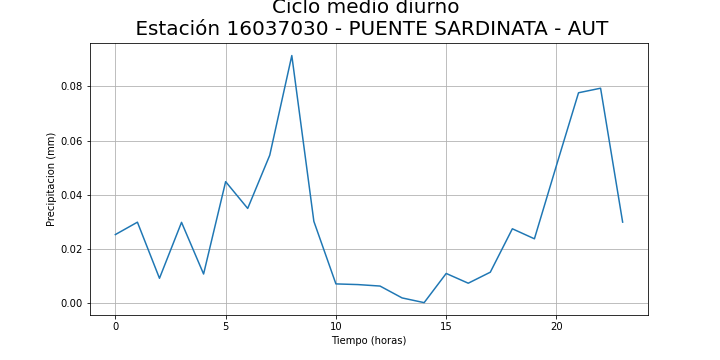 Ciclo medio diurno
Estación 16037030 - PUENTE SARDINATA - AUT
0.08
0.06
0.04
0.02
0.00
Precipitacion (mm)
0 5 10 15 20
Tiempo (horas)